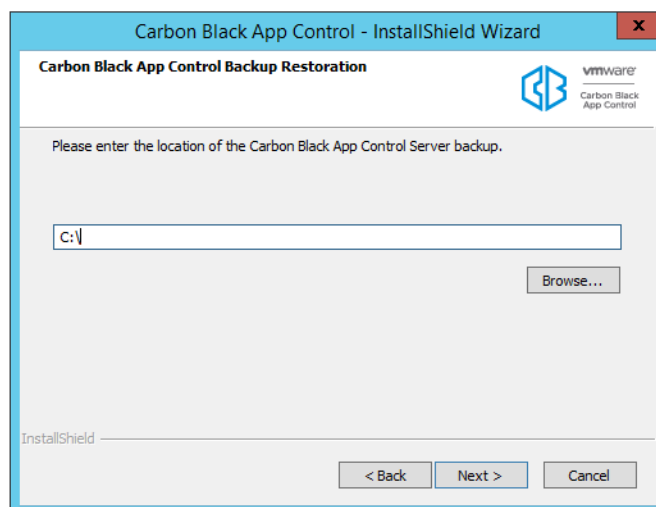 Carbon Black App Control - InstallShield Wizard
x
Carbon Black App Control Backup Restoration
vmware
Carbon Black
App Control
Please enter the location of the Carbon Black App Control Server backup.
C:\
Browse...
InstallShield
< Back
Next >
Cancel